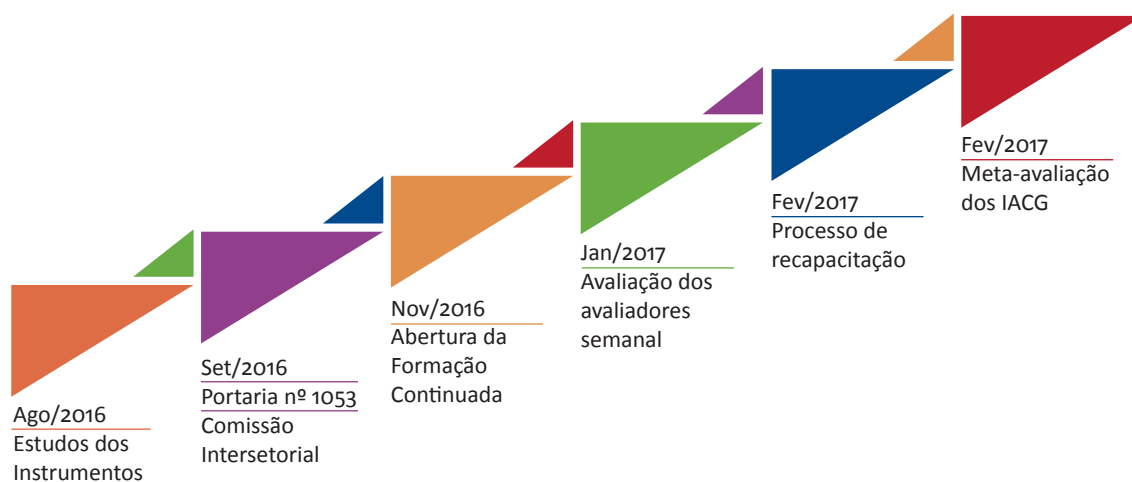 Ago/2016
Estudos dos
Instrumentos
Set/2016
Portaria nº 1053
Comissão
Intersetorial
Nov/2016
Abertura da
Formação
Continuada
Jan/2017
Avaliação dos
avaliadores
semanal
Fev/2017
Processo de
recapacitação
Fev/2017
Meta-avaliação
dos IACG